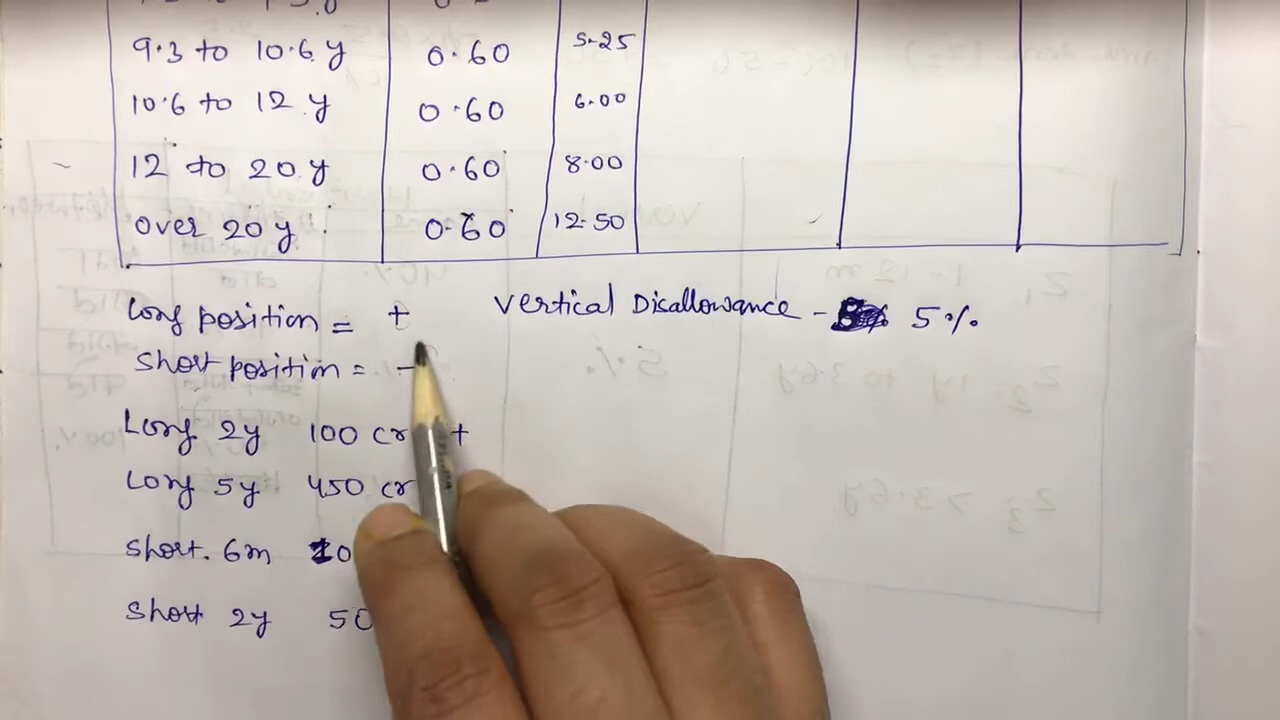 9.3 to 10.6 y 0.60 5.25
10.6 to 12 y 0.60 6.00
12 to 20 y 0.60 8.00
over 20 y 0.60 12.50
Long position = +
Vertical Disallowance - 5%
Short position = -
Long 2y 100 cr +
Long 5y 450 cr
Short. 6m
Short 2y 50